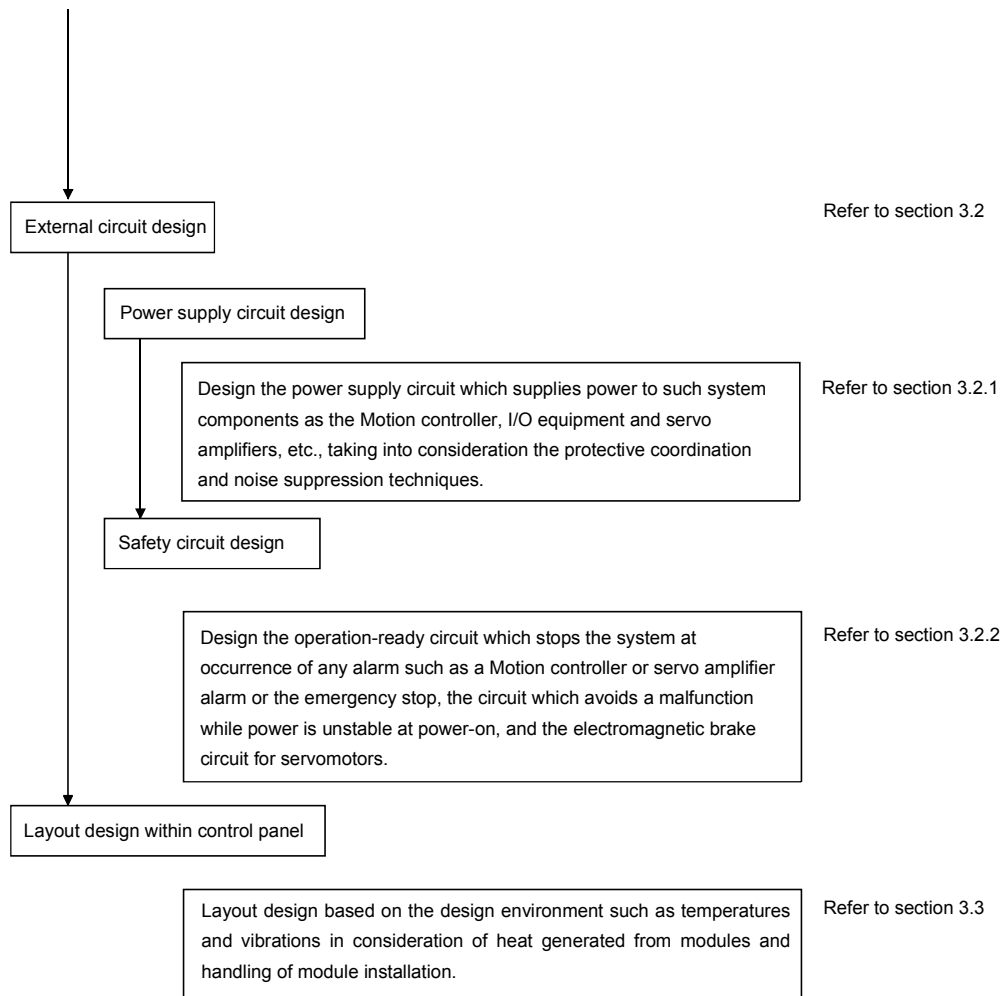 Refer to section 3.2
External circuit design
Power supply circuit design
Design the power supply circuit which supplies power to such system
components as the Motion controller, I/O equipment and servo
amplifiers, etc., taking into consideration the protective coordination
and noise suppression techniques.
Refer to section 3.2.1
Safety circuit design
Design the operation-ready circuit which stops the system at
occurrence of any alarm such as a Motion controller or servo amplifier
alarm or the emergency stop, the circuit which avoids a malfunction
while power is unstable at power-on, and the electromagnetic brake
circuit for servomotors.
Refer to section 3.2.2
Layout design within control panel
Layout design based on the design environment such as temperatures
and vibrations in consideration of heat generated from modules and
handling of module installation.
Refer to section 3.3